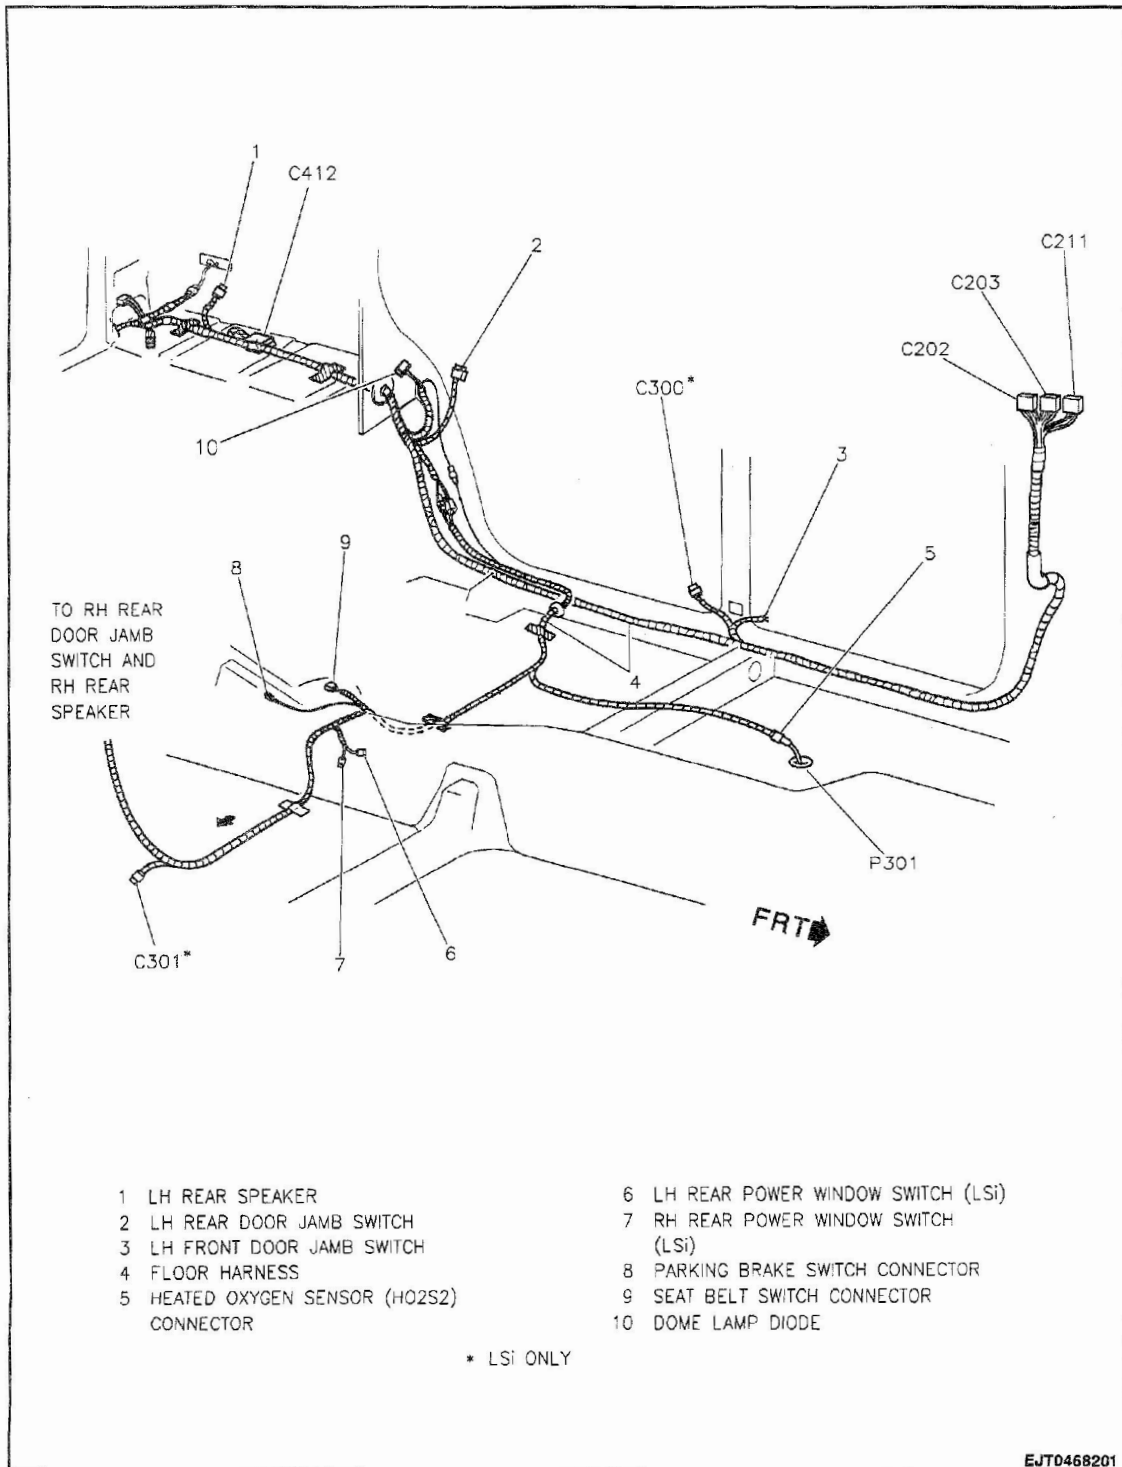 1
C412
2
C211
C203
C202
C300*
10
3
9
8
5
TO RH REAR
DOOR JAMB
SWITCH AND
RH REAR
SPEAKER
4
P301
FRT
C301*
7
6
1 LH REAR SPEAKER
2 LH REAR DOOR JAMB SWITCH
3 LH FRONT DOOR JAMB SWITCH
4 FLOOR HARNESS
5 HEATED OXYGEN SENSOR (HO2S2)
CONNECTOR
6 LH REAR POWER WINDOW SWITCH (LSi)
7 RH REAR POWER WINDOW SWITCH
(LSi)
8 PARKING BRAKE SWITCH CONNECTOR
9 SEAT BELT SWITCH CONNECTOR
10 DOME LAMP DIODE
* LSi ONLY
EJT0468201